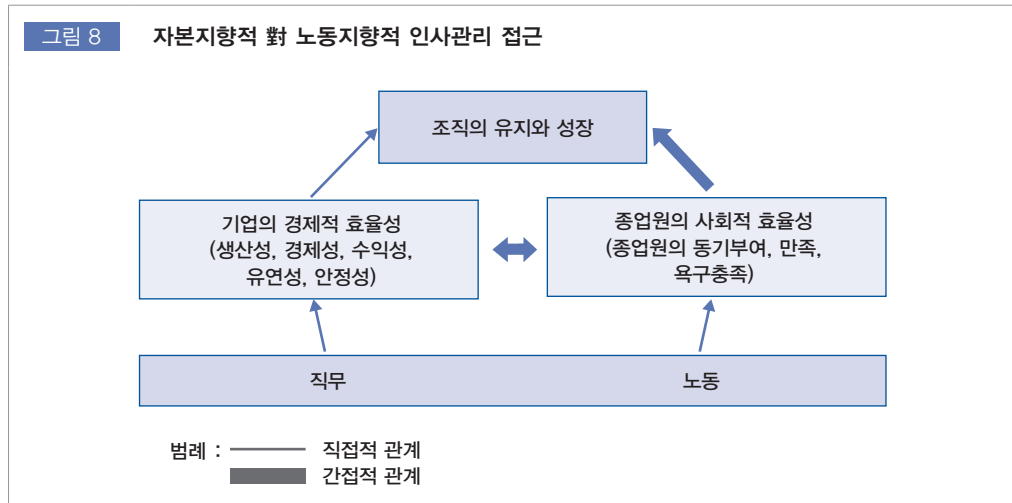 그림 8 자본지향적 對 노동지향적 인사관리 접근
조직의 유지와 성장
기업의 경제적 효율성
(생산성, 경제성, 수익성,
유연성, 안정성)
종업원의 사회적 효율성
(종업원의 동기부여, 만족,
욕구충족)
직무 노동
범례 : 직접적 관계
간접적 관계